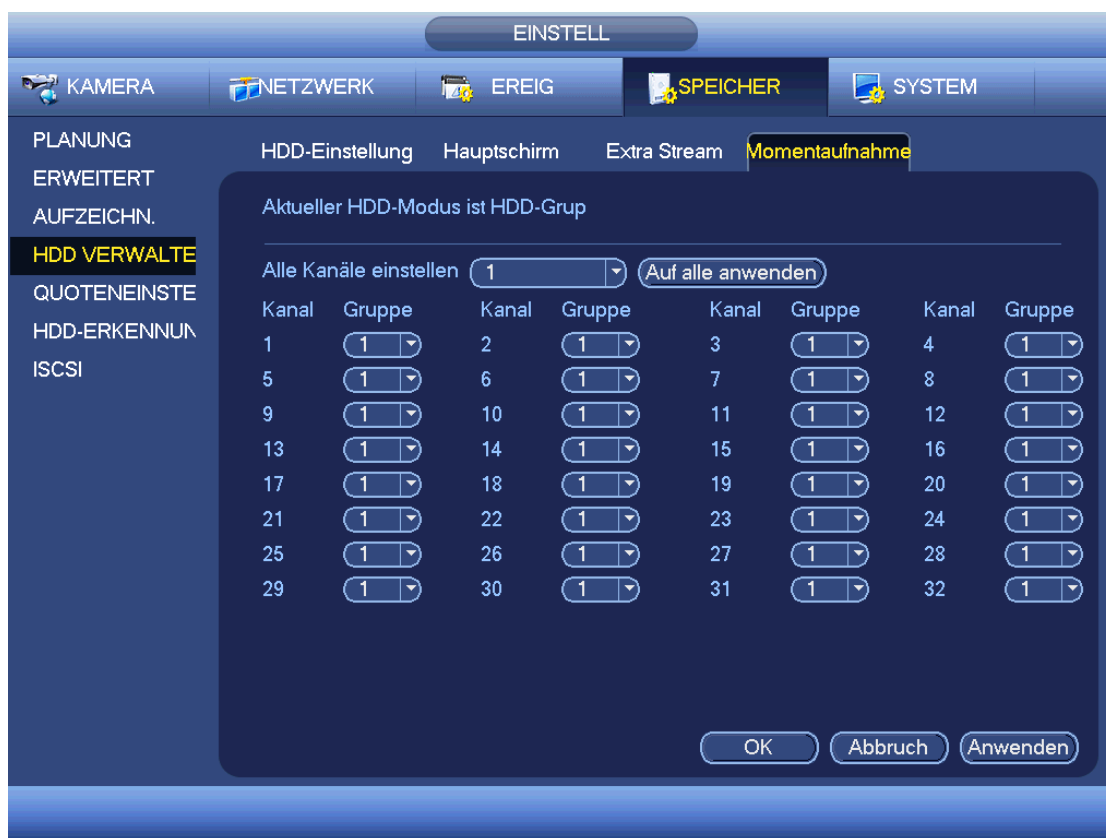 EINSTELL
KAMERA NETZWERK EREIG SPEICHER SYSTEM
PLANUNG
ERWEITERT
AUFZEICHN.
HDD VERWALTE
QUOTENEINSTE
HDD-ERKENNUN
ISCSI
HDD-Einstellung Hauptschirm Extra Stream Momentaufnahme
Aktueller HDD-Modus ist HDD-Grup
Alle Kanäle einstellen 1 Auf alle anwenden
Kanal Gruppe Kanal Gruppe Kanal Gruppe Kanal Gruppe
1 1 2 1 3 1 4 1
5 1 6 1 7 1 8 1
9 1 10 1 11 1 12 1
13 1 14 1 15 1 16 1
17 1 18 1 19 1 20 1
21 1 22 1 23 1 24 1
25 1 26 1 27 1 28 1
29 1 30 1 31 1 32 1
OK Abbruch Anwenden